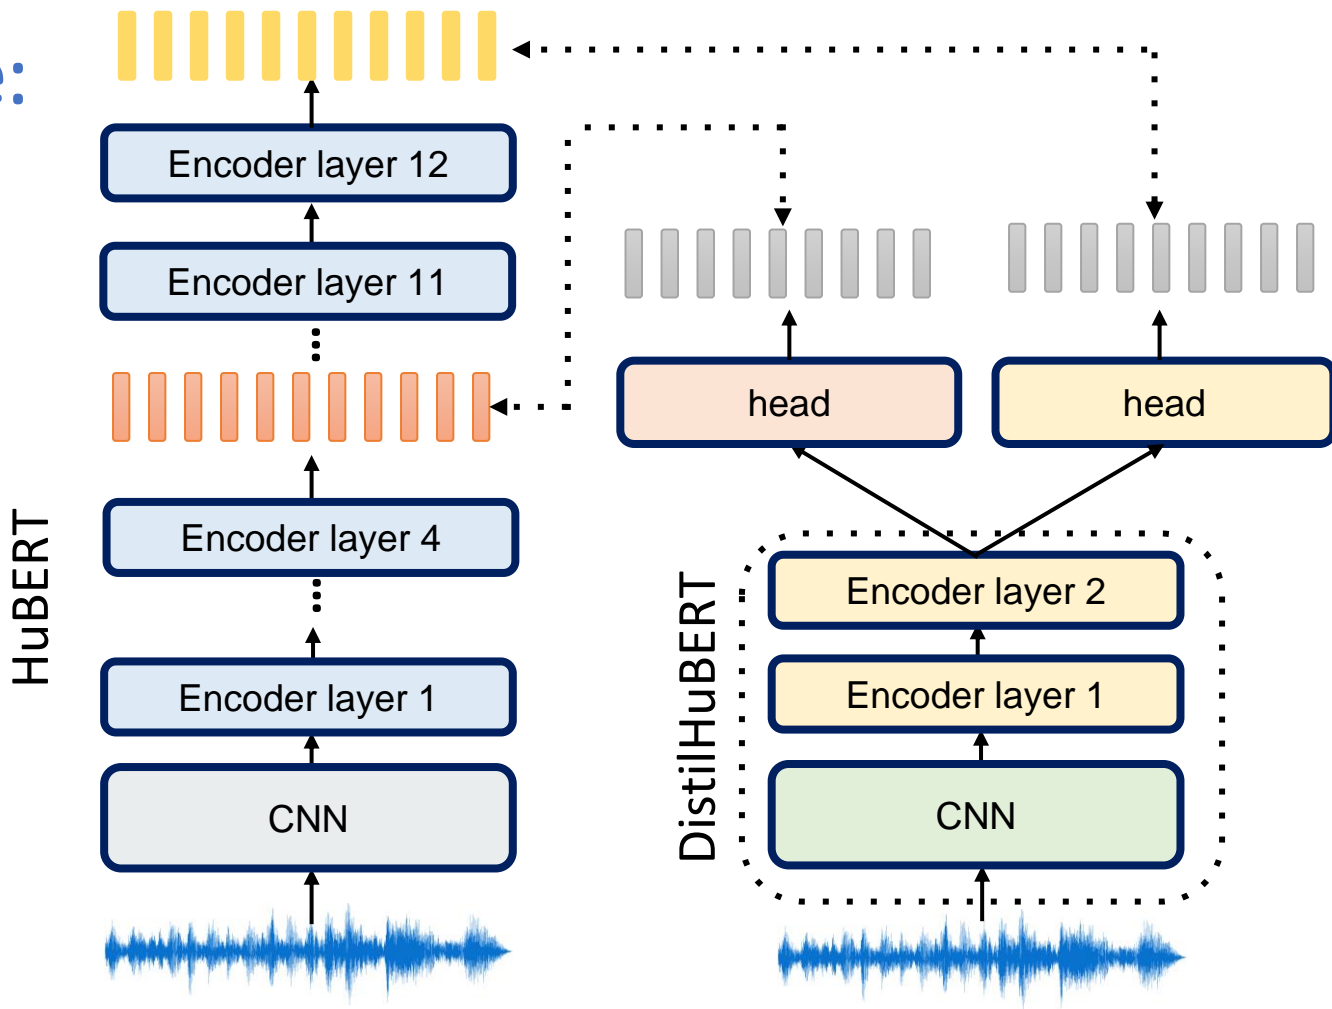 e:
Encoder layer 12
Encoder layer 11
Encoder layer 4
Encoder layer 1
CNN
HuBERT
head
head
Encoder layer 2
Encoder layer 1
CNN
DistilHuBERT